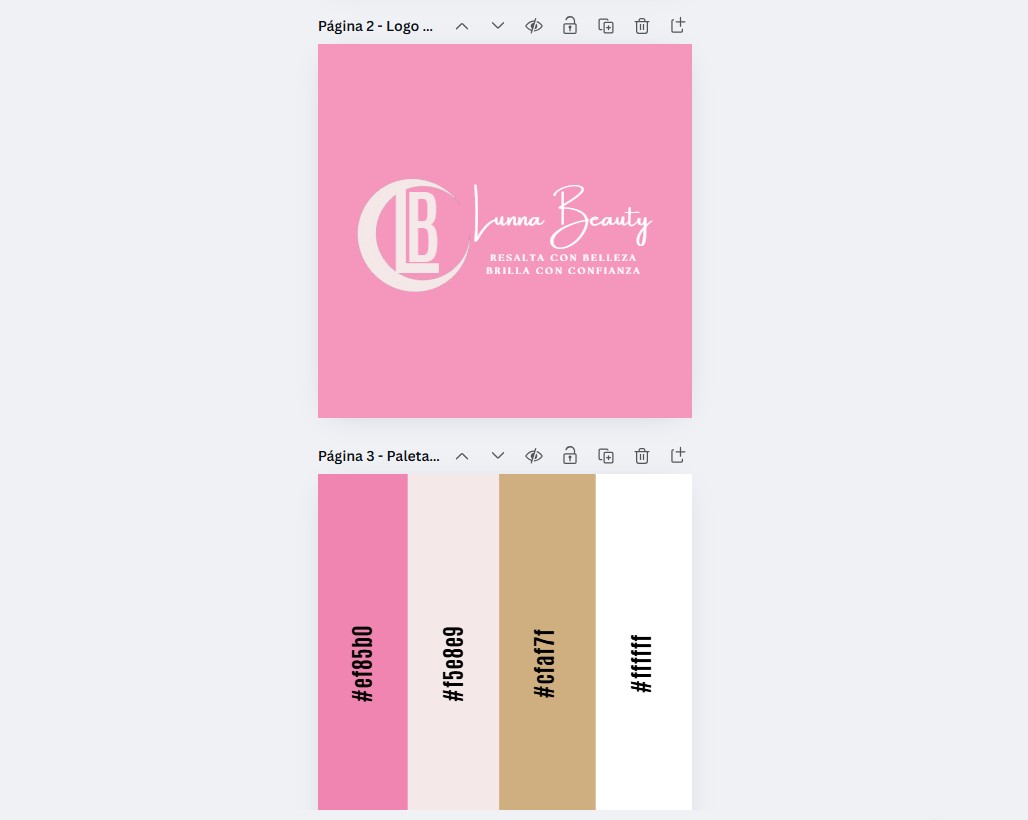 Página 2 - Logo ...
LB
Lunna Beauty
RESALTA CON BELLEZA
BRILLA CON CONFIANZA
Página 3 - Paleta...
#ef85b0
#f5e8e9
#cfaf7f
#ffffff